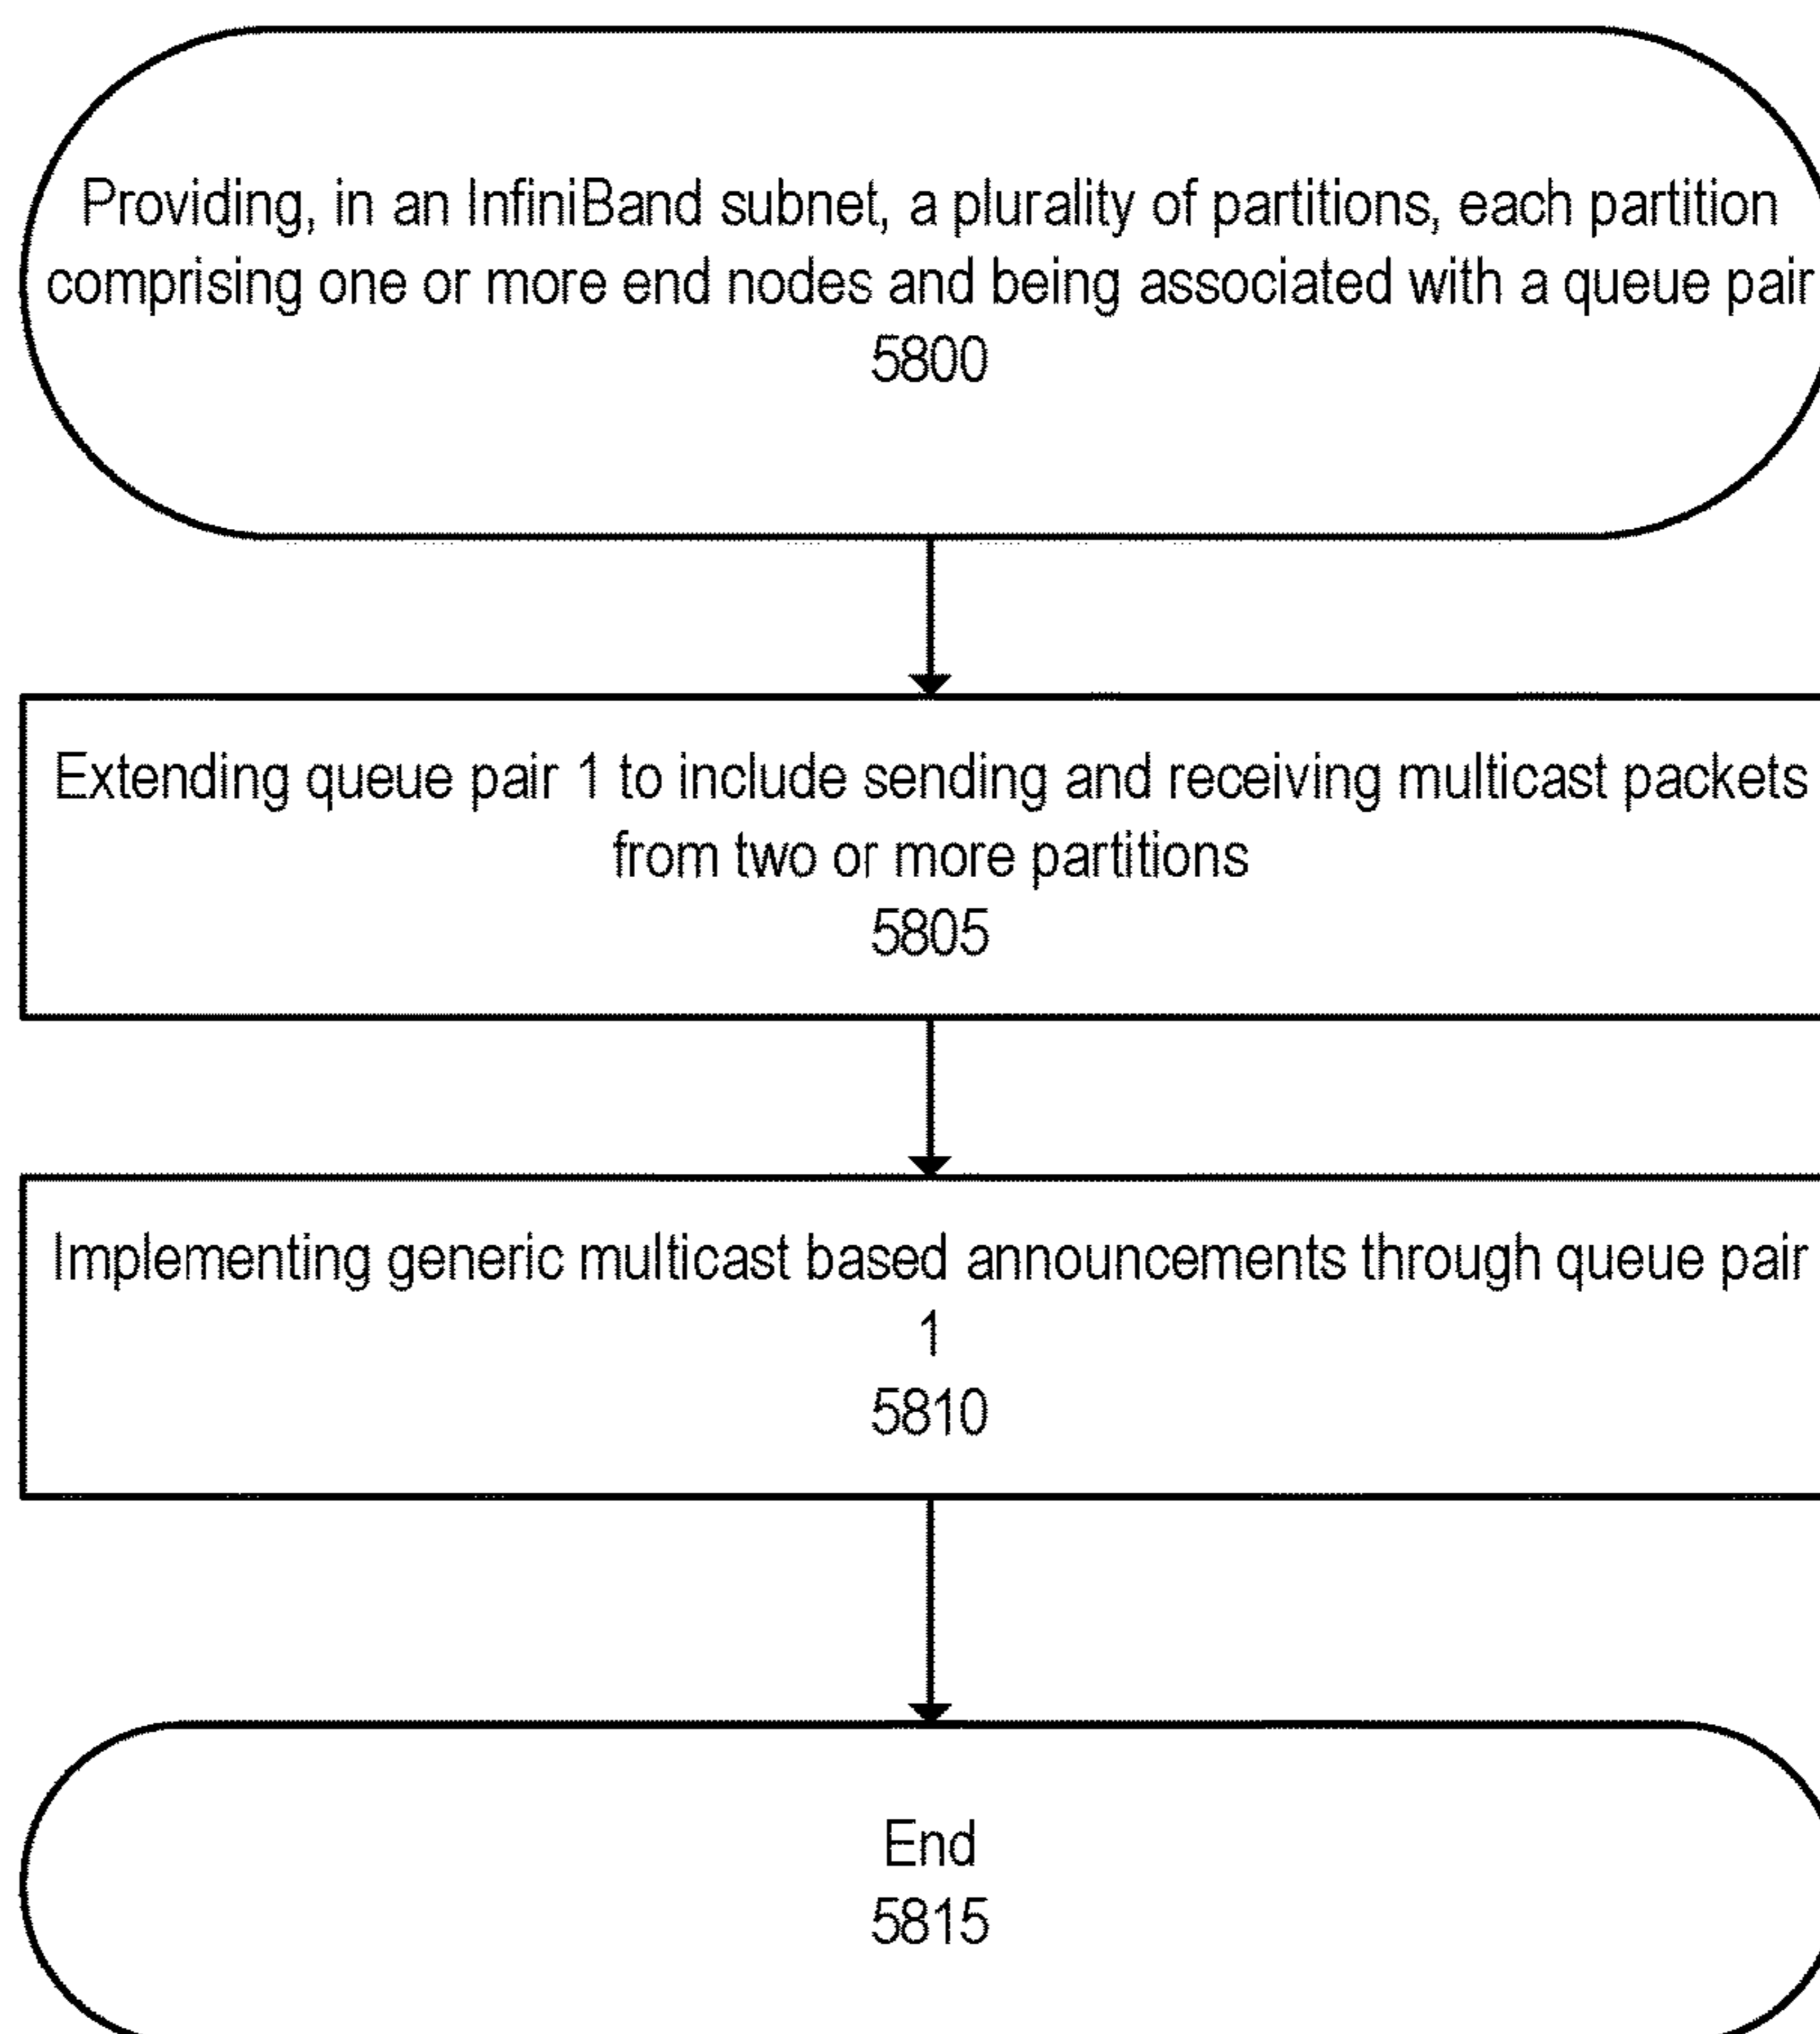 Providing, in an InfiniBand subnet, a plurality of partitions, each partition
comprising one or more end nodes and being associated with a queue pair
5800
Extending queue pair 1 to include sending and receiving multicast packets
from two or more partitions
5805
Implementing generic multicast based announcements through queue pair
1
5810
End
5815